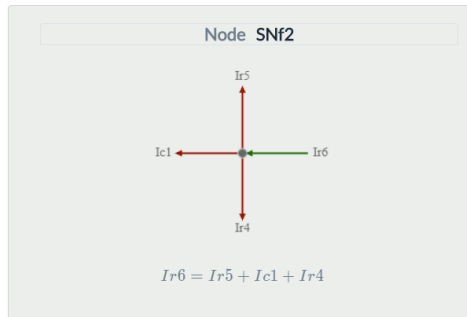 Node SNf2
Ir5
Ic1 Ir6
Ir4
Ir6 = Ir5 + Ic1 + Ir4